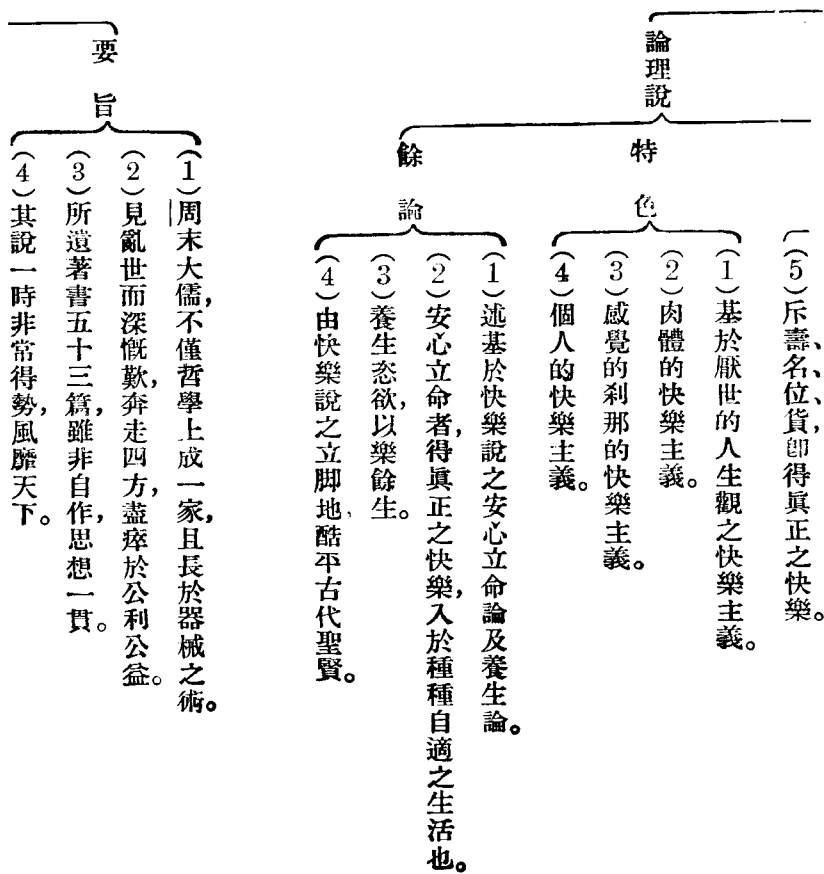 論理說
（5）斥壽、名、位、貨，卽得眞正之快樂。
特色
（1）基於厭世的人生觀之快樂主義。
（2）肉體的快樂主義。
（3）感覺的刹那的快樂主義。
（4）個人的快樂主義。
餘論
（1）述基於快樂說之安心立命論及養生論。
（2）安心立命者，得眞正之快樂，入於種種自適之生活也。
（3）養生恣欲，以樂餘生。
（4）由快樂說之立脚地，酷平古代聖賢。
要旨
（1）周末大儒，不僅哲學上成一家，且長於器械之術。
（2）見亂世而深慨歎，奔走四方，盡瘁於公利公益。
（3）所遺著書五十三篇，雖非自作，思想一貫。
（4）其說一時非常得勢，風靡天下。